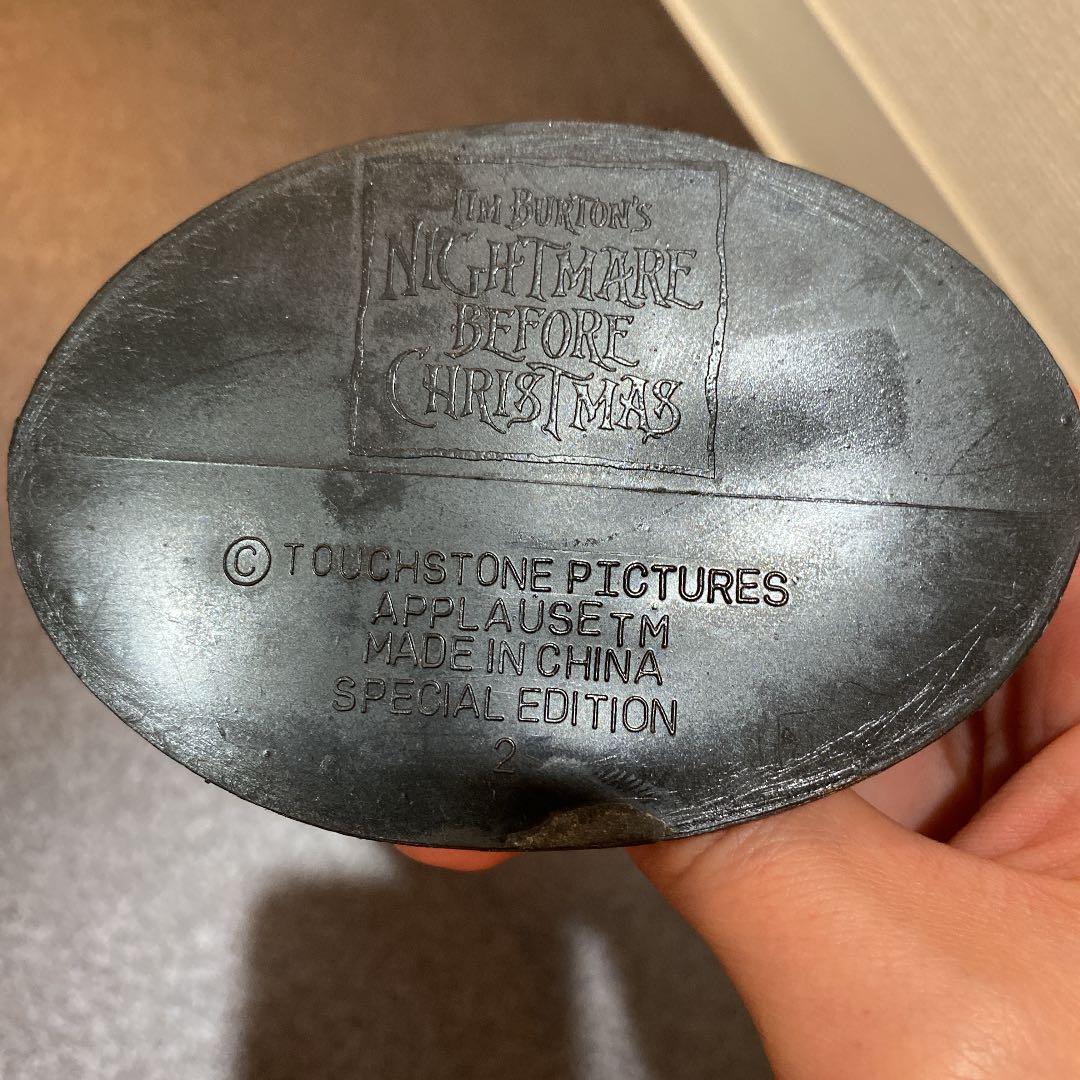 TIM BURTON'S
NIGHTMARE
BEFORE
CHRISTMAS
© TOUCHSTONE PICTURES
APPLAUSE TM
MADE IN CHINA
SPECIAL EDITION
2